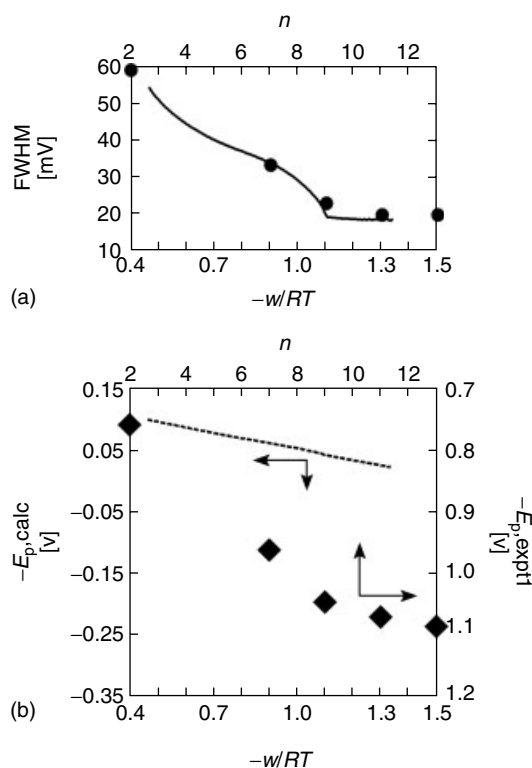 n
2 4 6 8 10 12
60
50
40
30
20
10
FWHM
[mV]
0.4 0.7 1.0 1.3 1.5
(a)
−w/RT
n
2 4 6 8 10 12
0.15
0.05
−0.05
−0.15
−0.25
−0.35
−Ep,calc
[v]
0.7
0.8
0.9
1.0
1.1
1.2
−Ep,expt1
[v]
0.4 0.7 1.0 1.3 1.5
(b)
−w/RT